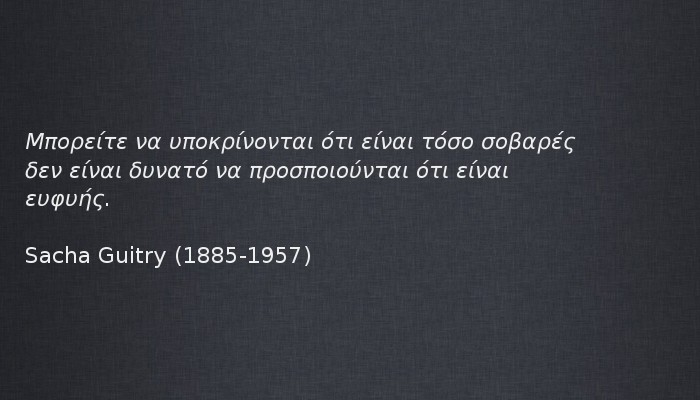 Μπορείτε να υποκρίνονται ότι είναι τόσο σοβαρές
δεν είναι δυνατό να προσποιούνται ότι είναι
ευφυής.
Sacha Guitry (1885-1957)